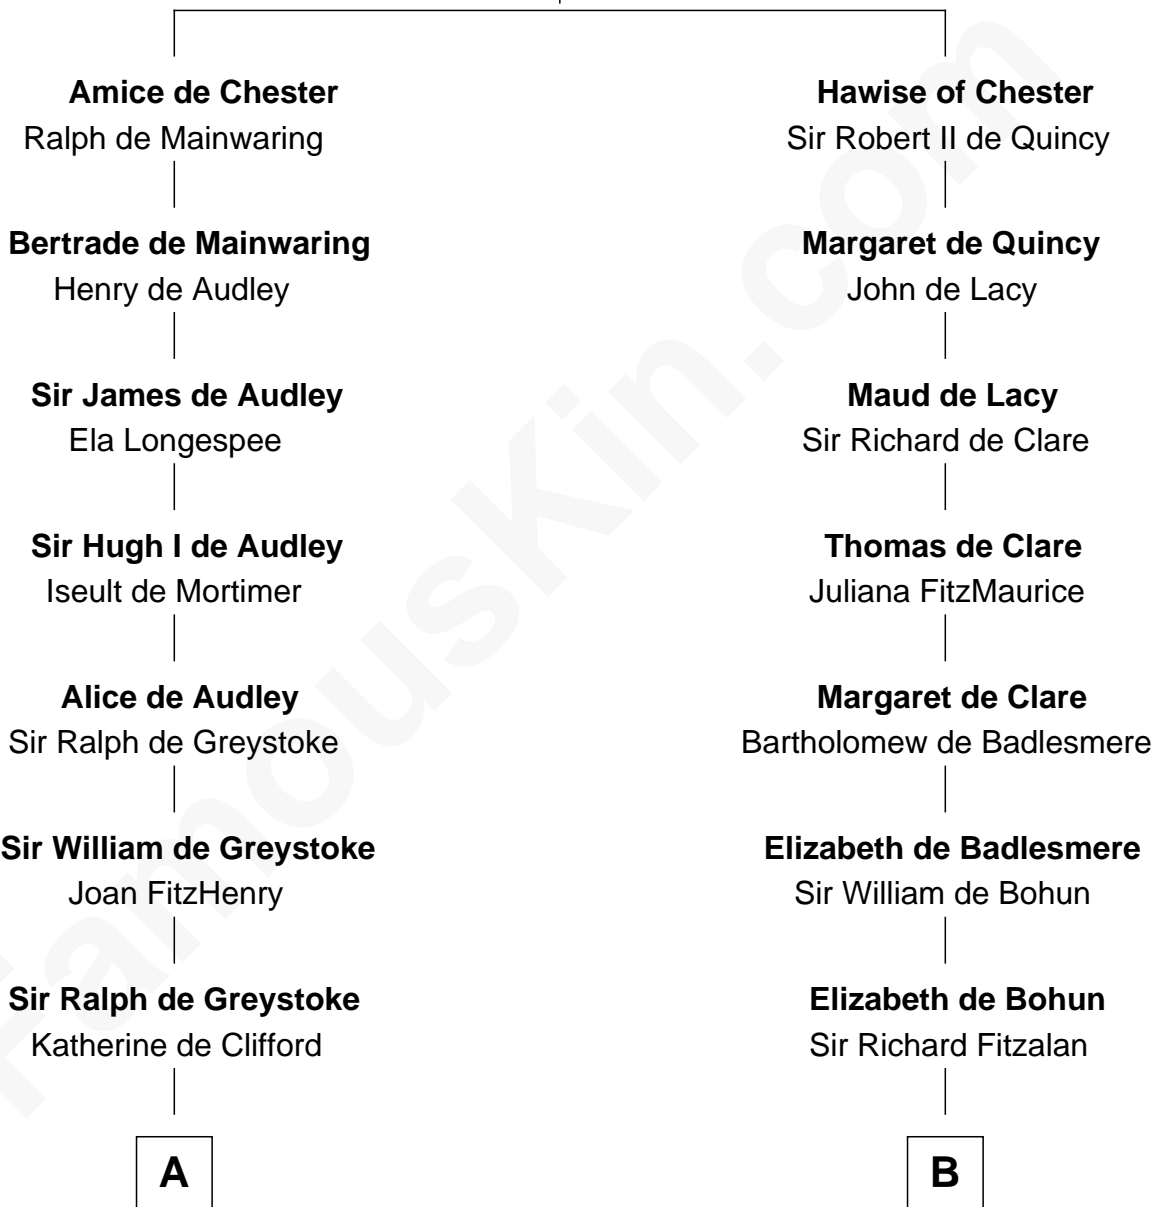 Amice de Chester
Ralph de Mainwaring
Bertrade de Mainwaring
Henry de Audley
Sir James de Audley
Ela Longespee
Sir Hugh I de Audley
Iseult de Mortimer
Alice de Audley
Sir Ralph de Greystoke
Sir William de Greystoke
Joan FitzHenry
Sir Ralph de Greystoke
Katherine de Clifford
A
Hawise of Chester
Sir Robert II de Quincy
Margaret de Quincy
John de Lacy
Maud de Lacy
Sir Richard de Clare
Thomas de Clare
Juliana FitzMaurice
Margaret de Clare
Bartholomew de Badlesmere
Elizabeth de Badlesmere
Sir William de Bohun
Elizabeth de Bohun
Sir Richard Fitzalan
B
FamousKin.com